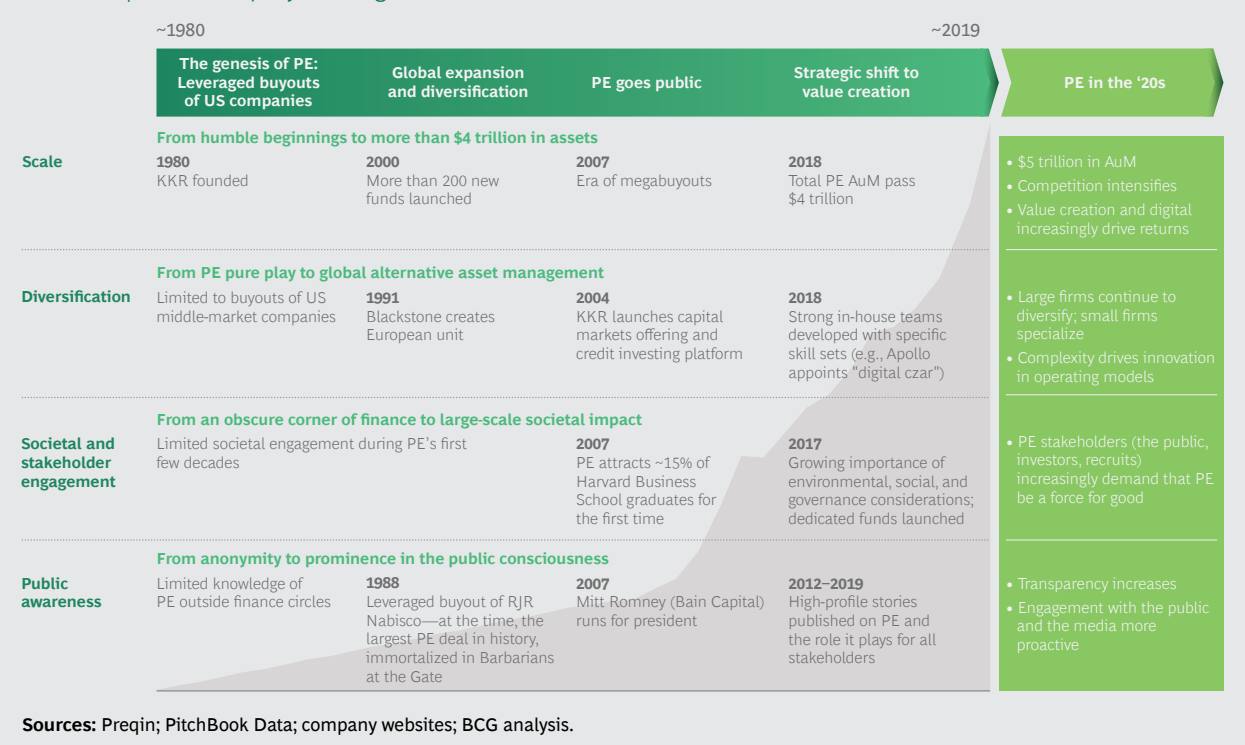 ~1980
~2019
The genesis of PE:
Leveraged buyouts
of US companies
Global expansion
and diversification
PE goes public
Strategic shift to
value creation
PE in the ‘20s
From humble beginnings to more than $4 trillion in assets
Scale
1980
KKR founded
2000
More than 200 new
funds launched
2007
Era of megabuyouts
2018
Total PE AuM pass
$4 trillion
• $5 trillion in AuM
• Competition intensifies
• Value creation and digital
increasingly drive returns
From PE pure play to global alternative asset management
Diversification
Limited to buyouts of US
middle-market companies
1991
Blackstone creates
European unit
2004
KKR launches capital
markets offering and
credit investing platform
2018
Strong in-house teams
developed with specific
skill sets (e.g., Apollo
appoints "digital czar")
• Large firms continue to
diversify; small firms
specialize
• Complexity drives innovation
in operating models
From an obscure corner of finance to large-scale societal impact
Societal and
stakeholder
engagement
Limited societal engagement during PE’s first
few decades
2007
PE attracts ~15% of
Harvard Business
School graduates for
the first time
2017
Growing importance of
environmental, social, and
governance considerations;
dedicated funds launched
• PE stakeholders (the public,
investors, recruits)
increasingly demand that PE
be a force for good
From anonymity to prominence in the public consciousness
Public
awareness
Limited knowledge of
PE outside finance circles
1988
Leveraged buyout of RJR
Nabisco—at the time, the
largest PE deal in history,
immortalized in Barbarians
at the Gate
2007
Mitt Romney (Bain Capital)
runs for president
2012–2019
High-profile stories
published on PE and
the role it plays for all
stakeholders
• Transparency increases
• Engagement with the public
and the media more
proactive
Sources: Preqin; PitchBook Data; company websites; BCG analysis.